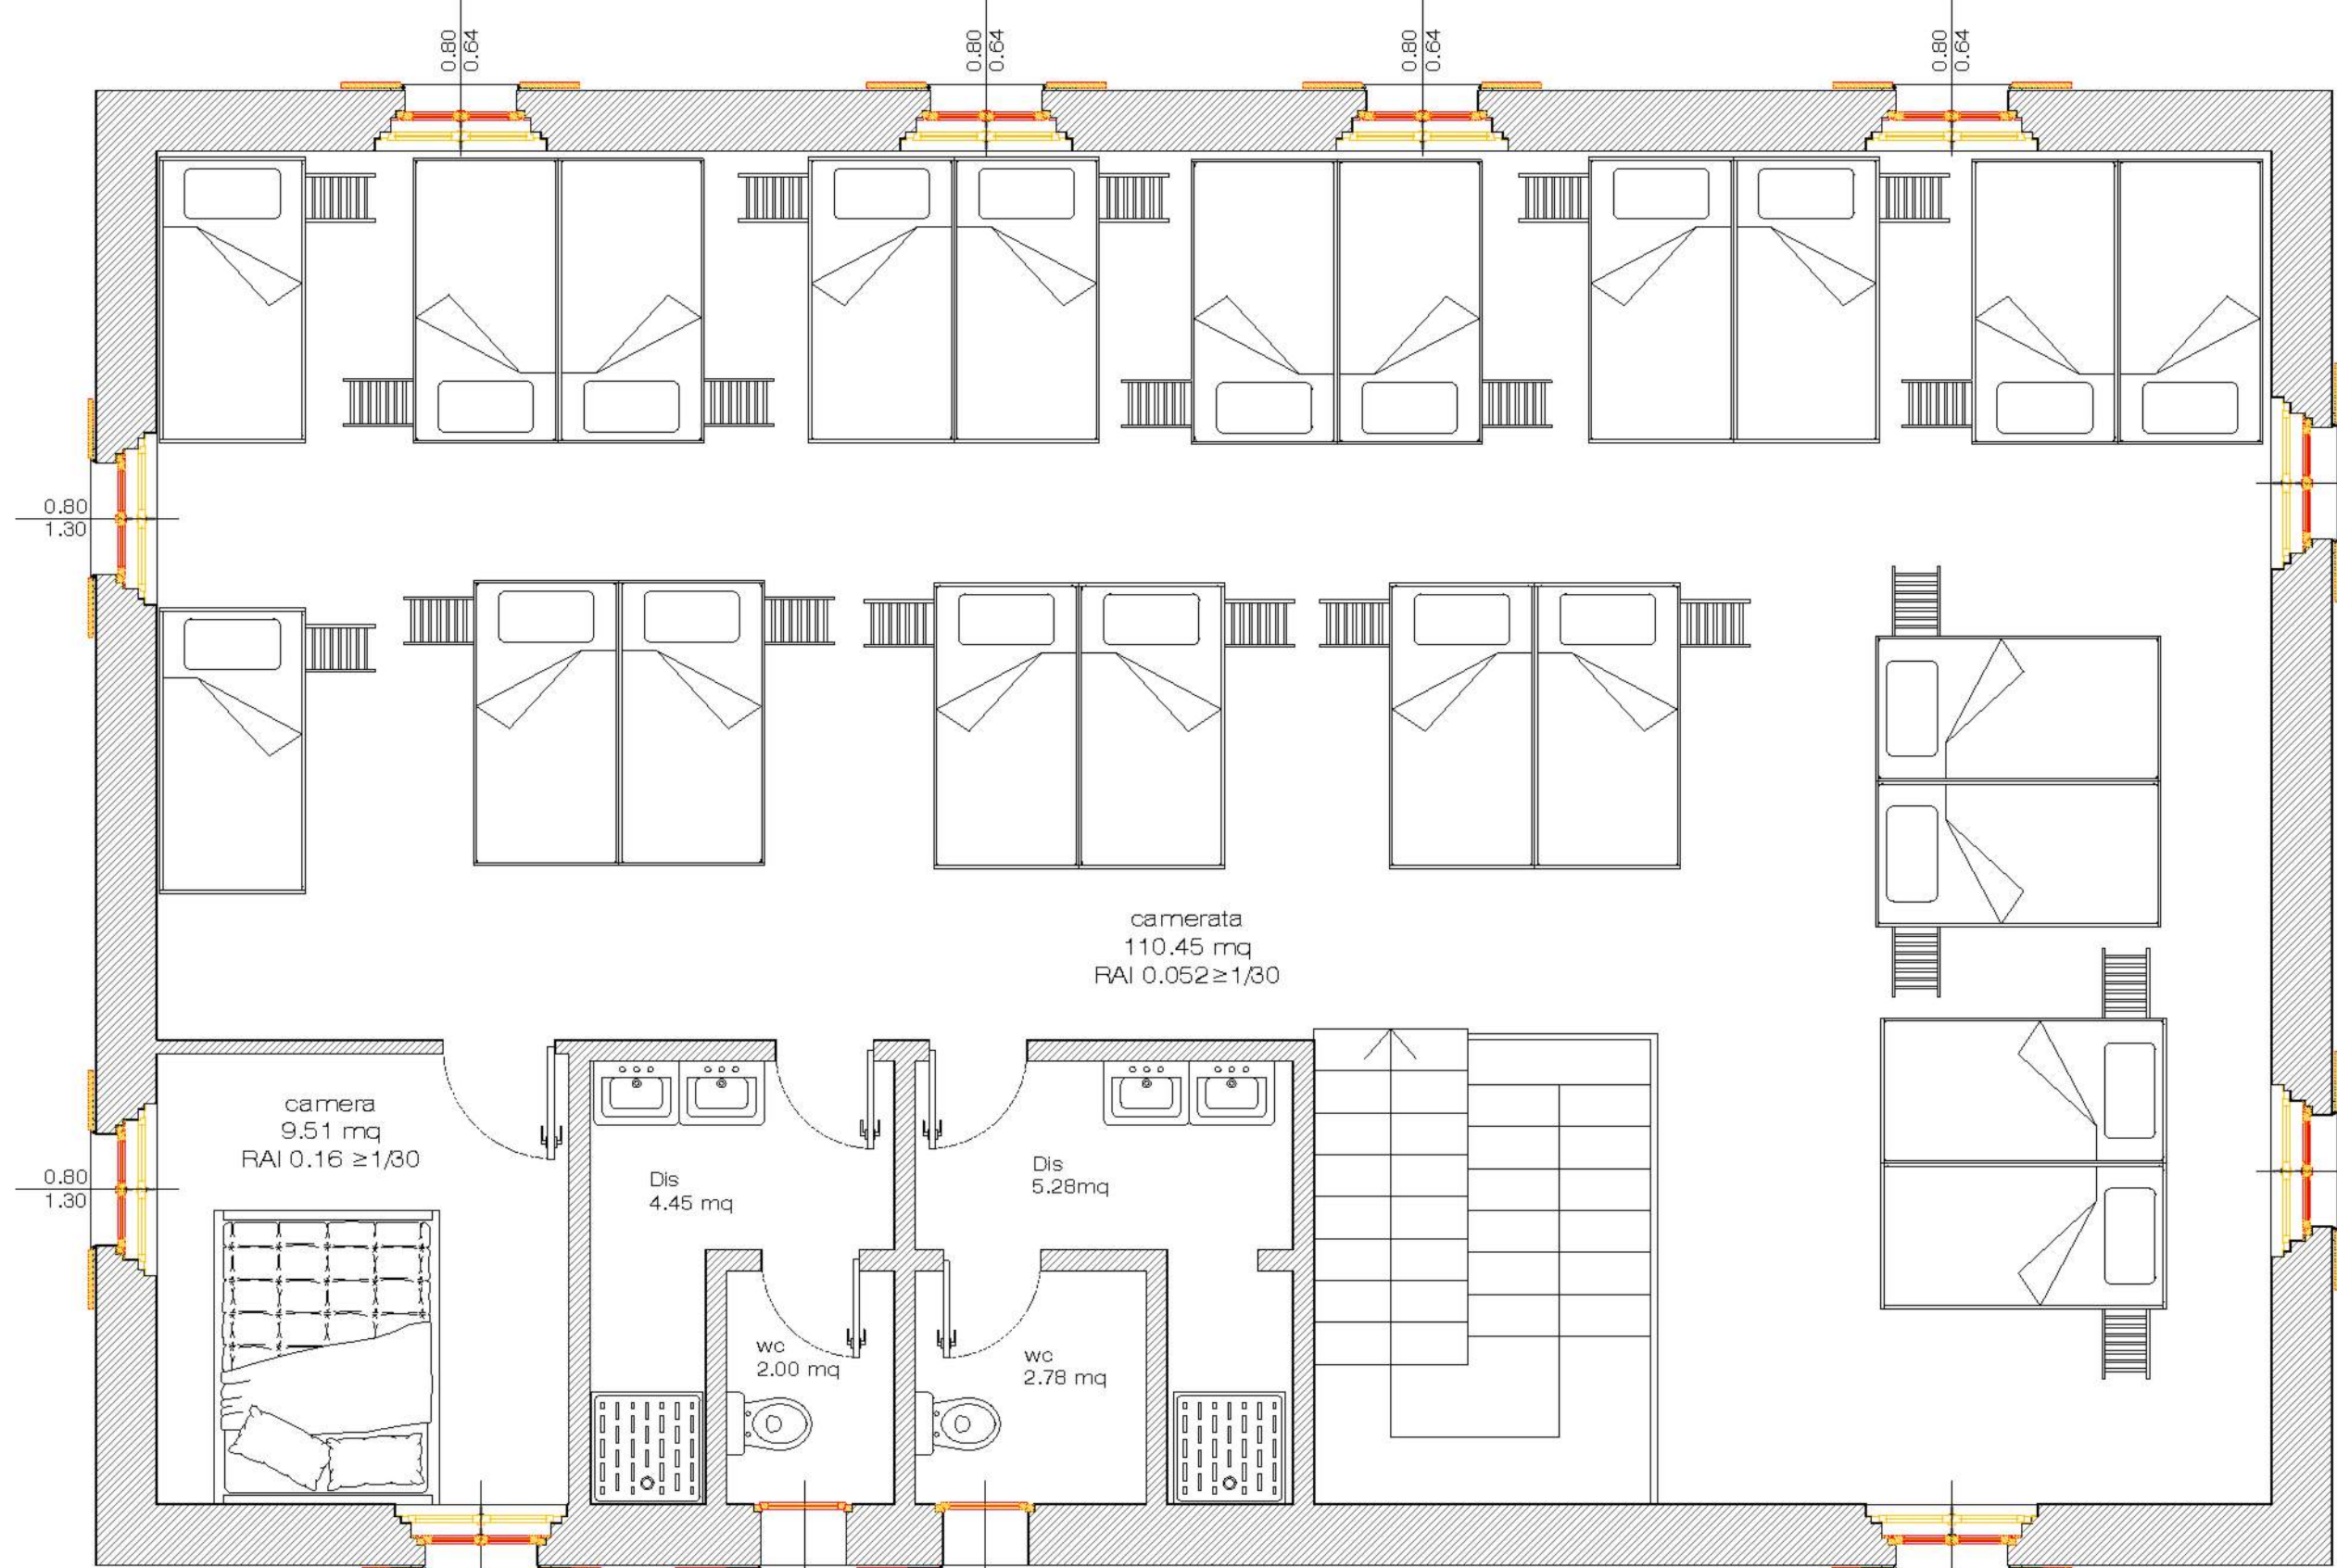 0.80
0.64
0.80
0.64
0.80
0.64
0.80
0.64
0.80
1.30
camerata
110.45 mq
RAI 0.052≥1/30
camera
9.51 mq
RAI 0.16 ≥1/30
0.80
1.30
Dis
4.45 mq
Dis
5.28mq
wc
2.00 mq
wc
2.78 mq